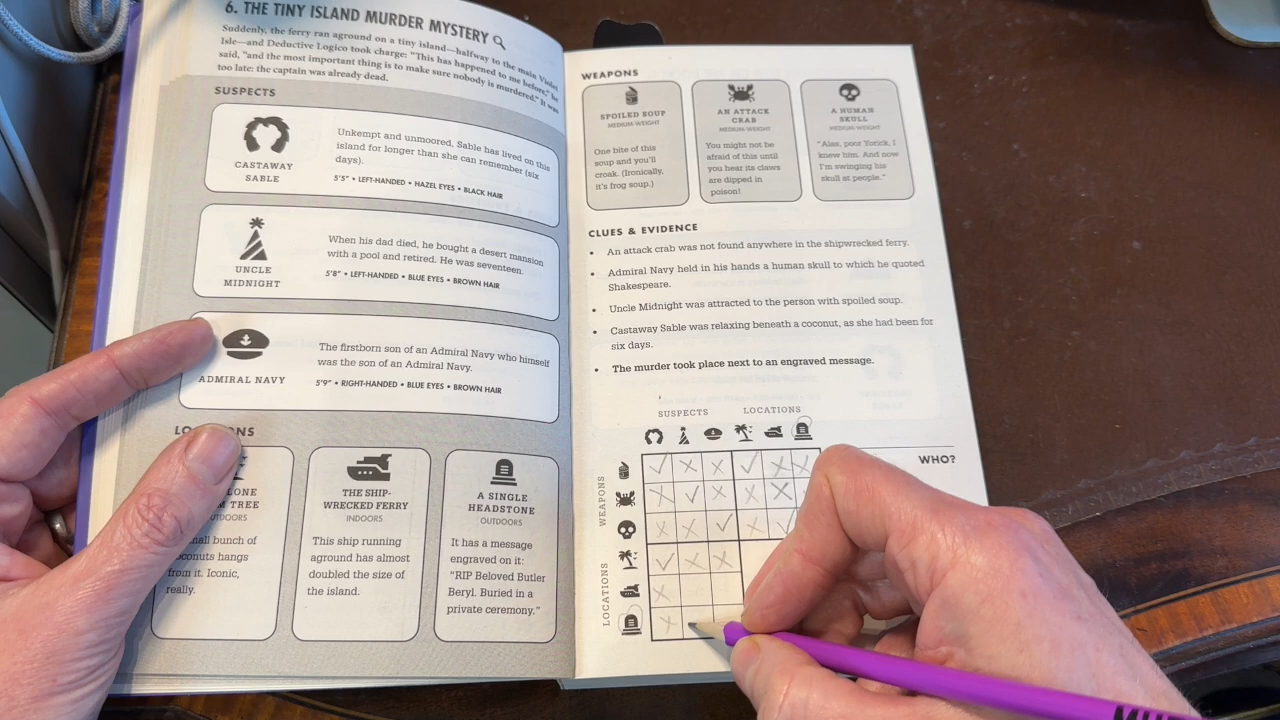 6. THE TINY ISLAND MURDER MYSTERY
Suddenly, the ferry ran aground on a tiny island—halfway to the main Violet
Isle—and Deductive Logico took charge: "This has happened to me before," he
said, "and the most important thing is to make sure nobody is murdered." It was
too late: the captain was already dead.
SUSPECTS
CASTAWAY
SABLE
Unkempt and unmoored, Sable has lived on this
island for longer than she can remember (six
days).
5'5" • LEFT-HANDED • HAZEL EYES • BLACK HAIR
UNCLE
MIDNIGHT
When his dad died, he bought a desert mansion
with a pool and retired. He was seventeen.
5'8" • LEFT-HANDED • BLUE EYES • BROWN HAIR
ADMIRAL NAVY
The firstborn son of an Admiral Navy who himself
was the son of an Admiral Navy.
5'9" • RIGHT-HANDED • BLUE EYES • BROWN HAIR
LONE
TREE
coconuts hangs
from it. Iconic,
really.
THE SHIP-
WRECKED FERRY
INDOORS
This ship running
aground has almost
doubled the size of
the island.
A SINGLE
HEADSTONE
OUTDOORS
It has a message
engraved on it:
"RIP Beloved Butler
Beryl. Buried in a
private ceremony."
WEAPONS
SPOILED SOUP
MEDIUM-WEIGHT
One bite of this
soup and you'll
croak. (Ironically,
it's frog soup.)
AN ATTACK
CRAB
MEDIUM-WEIGHT
You might not be
afraid of this until
you hear its claws
are dipped in
poison!
A HUMAN
SKULL
MEDIUM-WEIGHT
"Alas, poor Yorick, I
knew him. And now
I'm swinging his
skull at people."
CLUES & EVIDENCE
• An attack crab was not found anywhere in the shipwrecked ferry.
• Admiral Navy held in his hands a human skull to which he quoted
Shakespeare.
• Uncle Midnight was attracted to the person with spoiled soup.
• Castaway Sable was relaxing beneath a coconut, as she had been for
six days.
• The murder took place next to an engraved message.
SUSPECTS LOCATIONS
WEAPONS
LOCATIONS
WHO?